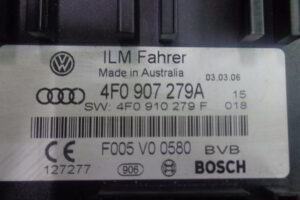 ILM Fahrer
Made in Australia 03.03.06
4F0 907 279A 15
SW: 4F0 910 279 F 018
F005 V0 0580 BVB
CE
127277 906 BOSCH